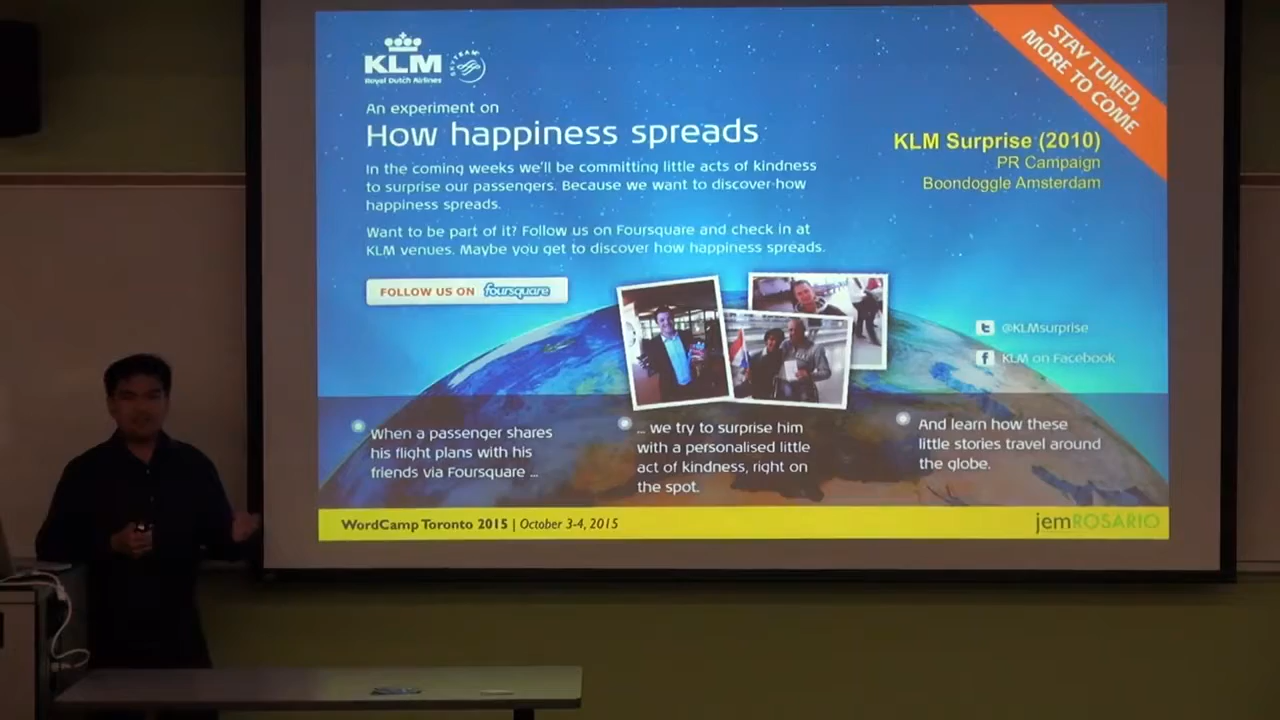 KLM
Royal Dutch Airlines
SKYTEAM
STAY TUNED,
MORE TO COME
An experiment on
How happiness spreads
In the coming weeks we'll be committing little acts of kindness
to surprise our passengers. Because we want to discover how
happiness spreads.
Want to be part of it? Follow us on Foursquare and check in at
KLM venues. Maybe you get to discover how happiness spreads.
FOLLOW US ON foursquare
KLM Surprise (2010)
PR Campaign
Boondoggle Amsterdam
@KLMsurprise
KLM on Facebook
When a passenger shares
his flight plans with his
friends via Foursquare ...
... we try to surprise him
with a personalised little
act of kindness, right on
the spot.
And learn how these
little stories travel around
the globe.
WordCamp Toronto 2015 | October 3-4, 2015
jemROSARIO